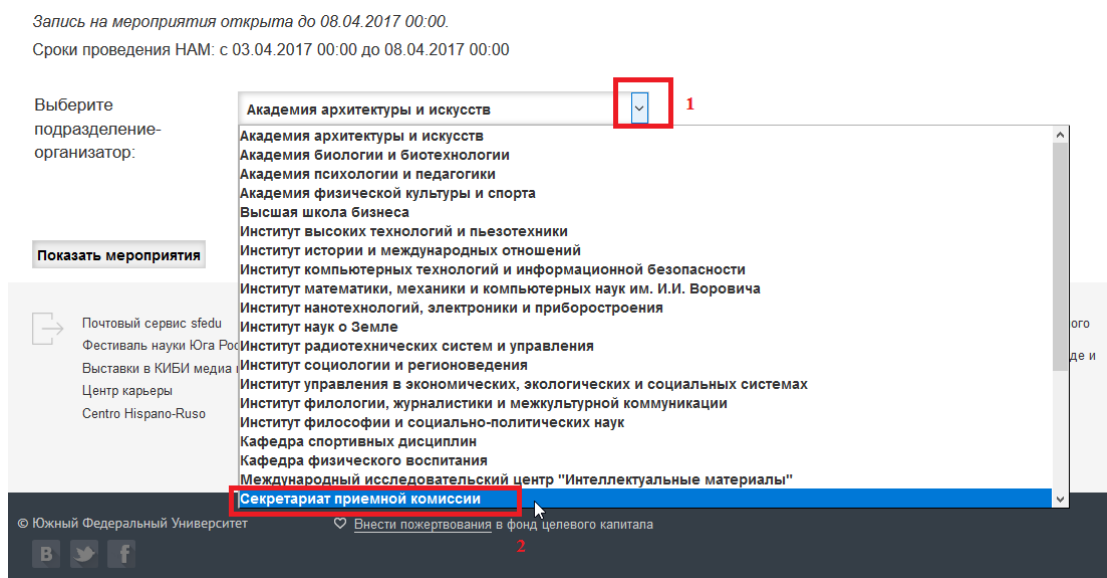 Запись на мероприятия открыта до 08.04.2017 00:00.
Сроки проведения НАМ: с 03.04.2017 00:00 до 08.04.2017 00:00
Выберите подразделение-организатор:
Академия архитектуры и искусств
1
Академия архитектуры и искусств
Академия биологии и биотехнологии
Академия психологии и педагогики
Академия физической культуры и спорта
Высшая школа бизнеса
Институт высоких технологий и пьезотехники
Институт истории и международных отношений
Институт компьютерных технологий и информационной безопасности
Институт математики, механики и компьютерных наук им. И.И. Воровича
Институт нанотехнологий, электроники и приборостроения
Институт наук о Земле
Институт радиотехнических систем и управления
Институт социологии и регионоведения
Институт управления в экономических, экологических и социальных системах
Институт филологии, журналистики и межкультурной коммуникации
Институт философии и социально-политических наук
Кафедра спортивных дисциплин
Кафедра физического воспитания
Международный исследовательский центр "Интеллектуальные материалы"
Секретариат приемной комиссии
2
Показать мероприятия
Почтовый сервис sfedu
Фестиваль науки Юга Рос
Выставки в КИБИ медиа
Центр карьеры
Centro Hispano-Ruso
ого
де и
© Южный Федеральный Университет
Внести пожертвования в фонд целевого капитала